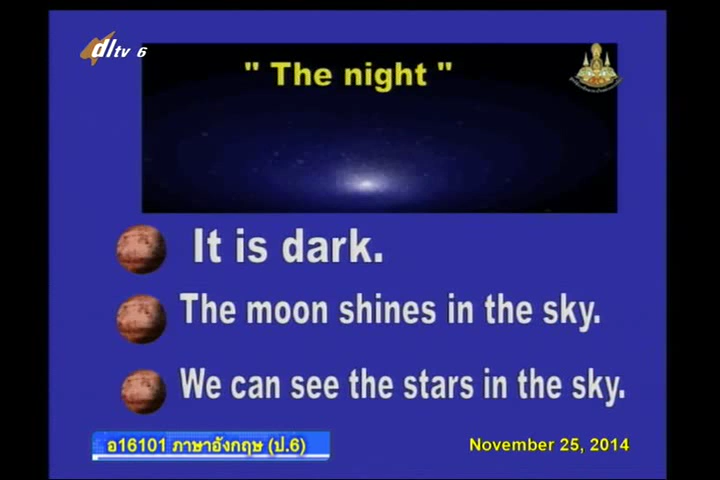 dltv 6
" The night "
It is dark.
The moon shines in the sky.
We can see the stars in the sky.
อ16101 ภาษาอังกฤษ (ป.6)
November 25, 2014